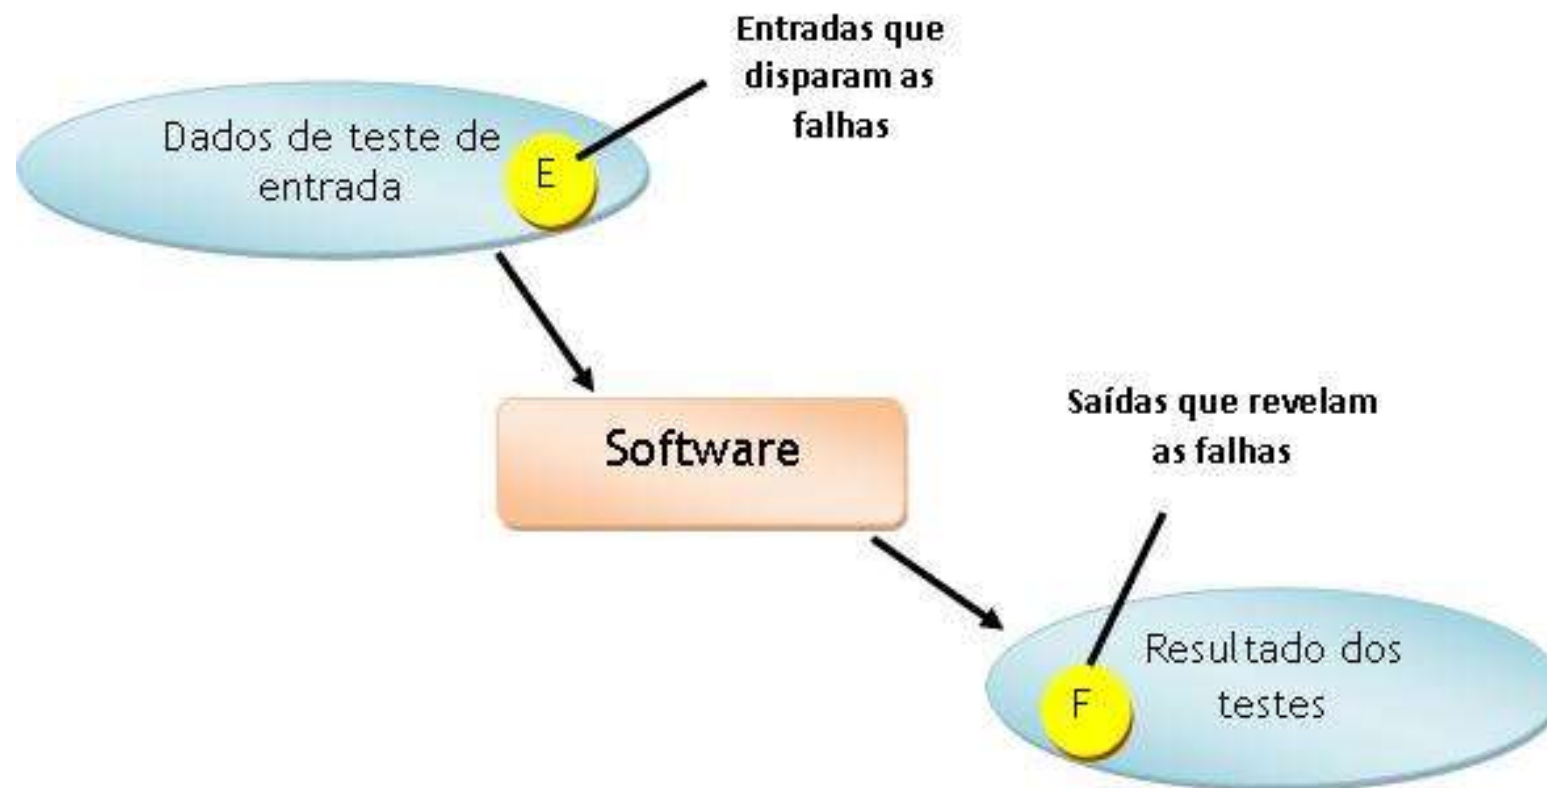 Entradas que
disparam as
falhas
Dados de teste de
entrada
E
Software
Saídas que revelam
as falhas
Resultado dos
testes
F